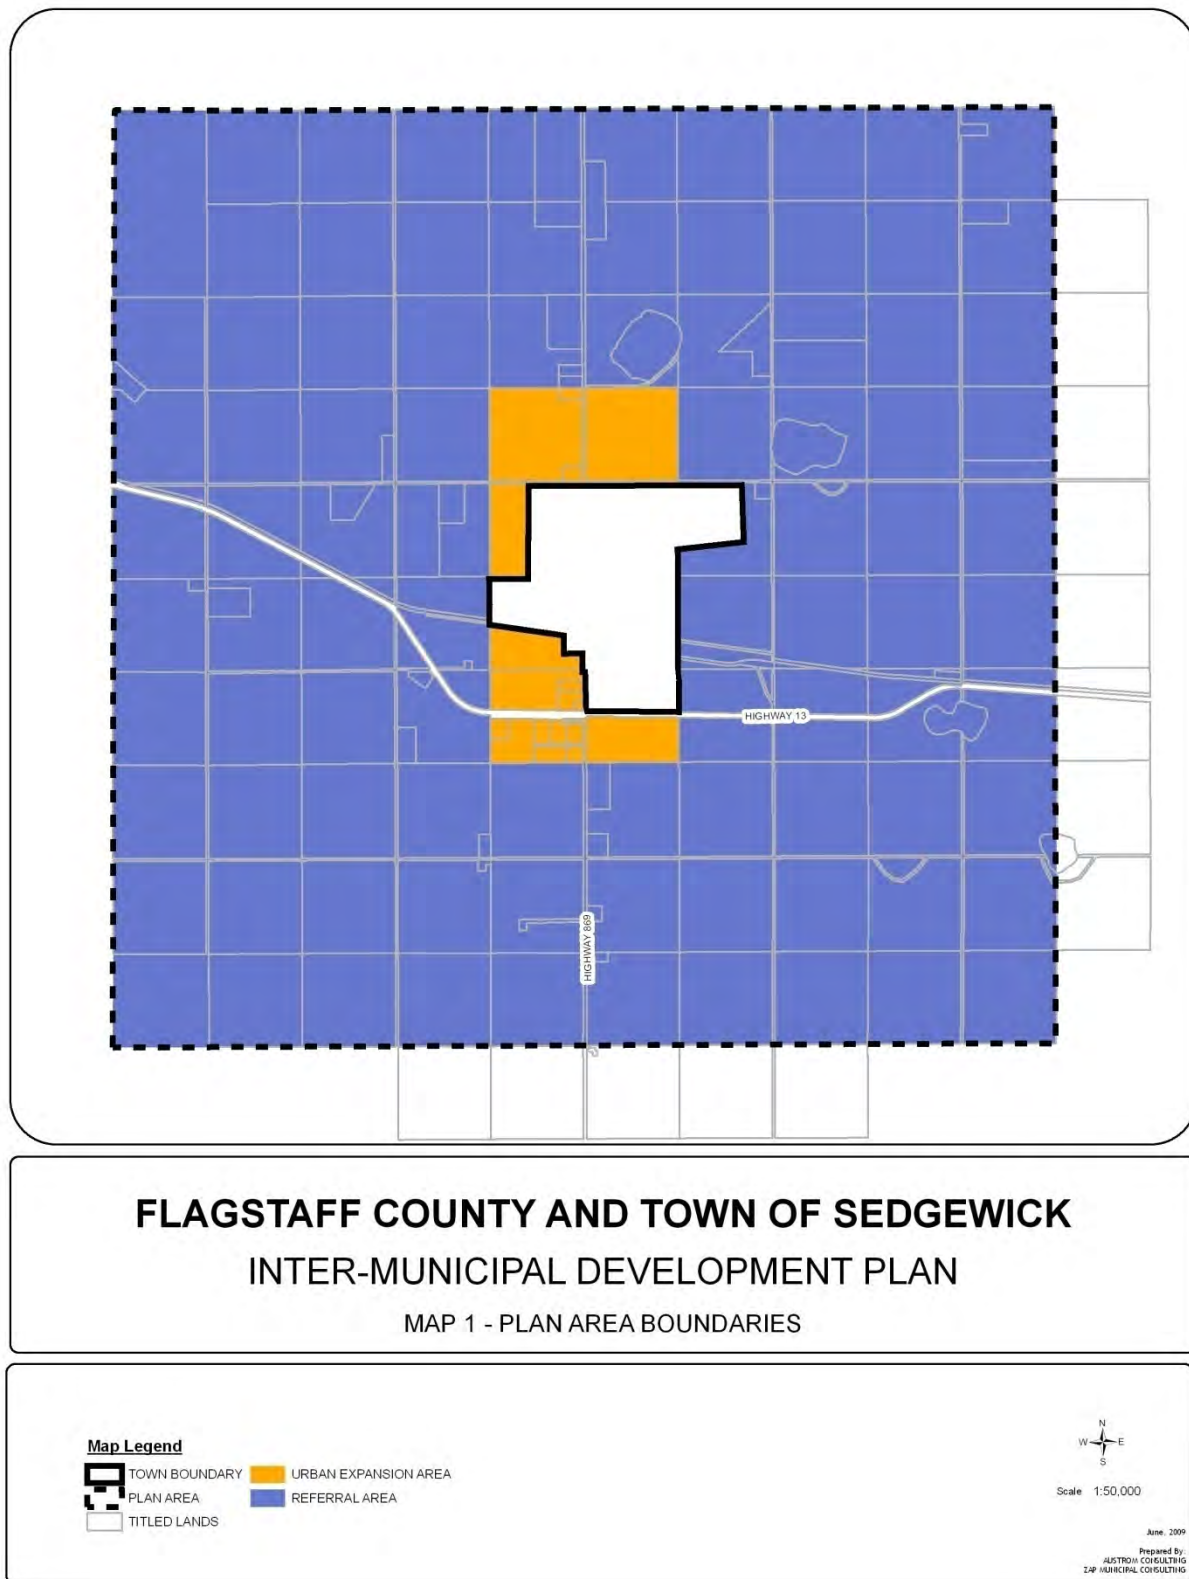 HIGHWAY 13
HIGHWAY 869
FLAGSTAFF COUNTY AND TOWN OF SEDGEWICK
INTER-MUNICIPAL DEVELOPMENT PLAN
MAP 1 - PLAN AREA BOUNDARIES
Map Legend
TOWN BOUNDARY
URBAN EXPANSION AREA
PLAN AREA
REFERRAL AREA
TITLED LANDS
N
W E
S
Scale 1:50,000
June, 2009
Prepared By:
AUSTROM CONSULTING
ZAP MUNICIPAL CONSULTING